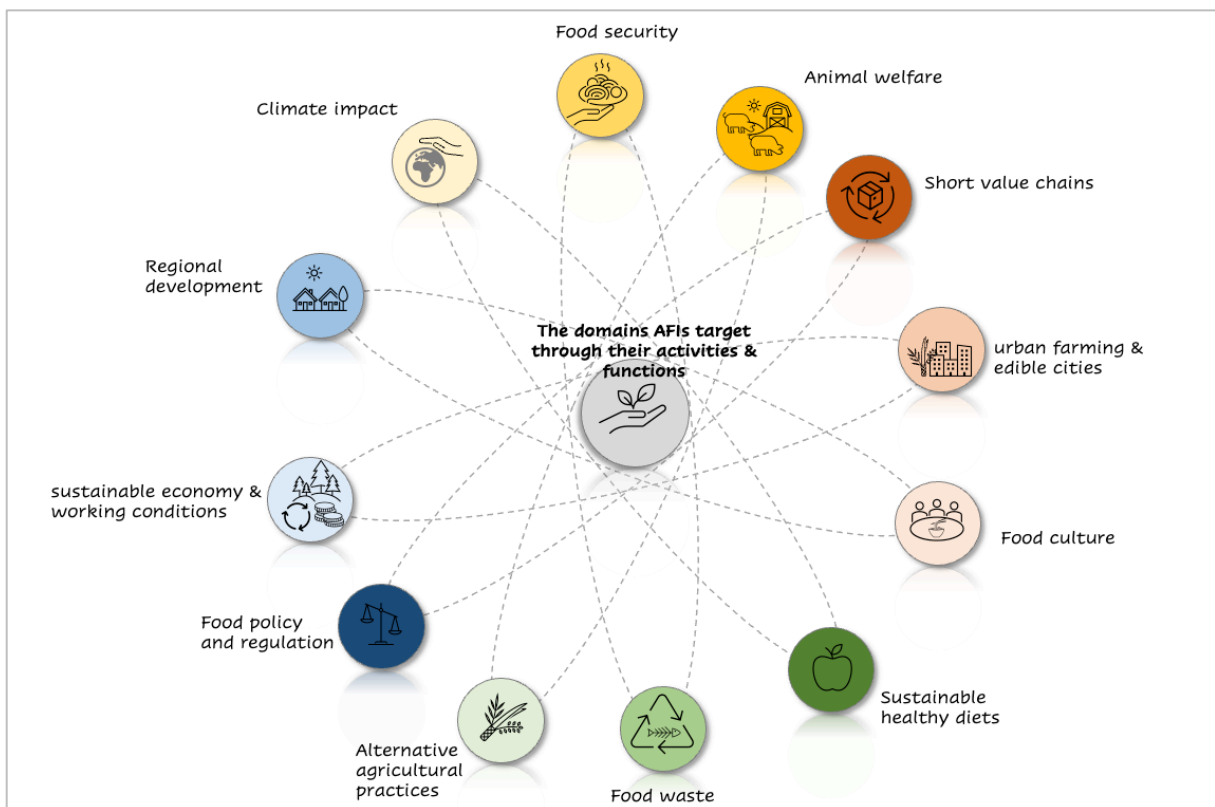 Food security
Animal welfare
Climate impact
Short value chains
Regional
development
The domains AFIs target
through their activities &
functions
urban farming &
edible cities
sustainable economy &
working conditions
Food culture
Food policy
and regulation
Sustainable
healthy diets
Alternative
agricultural
practices
Food waste